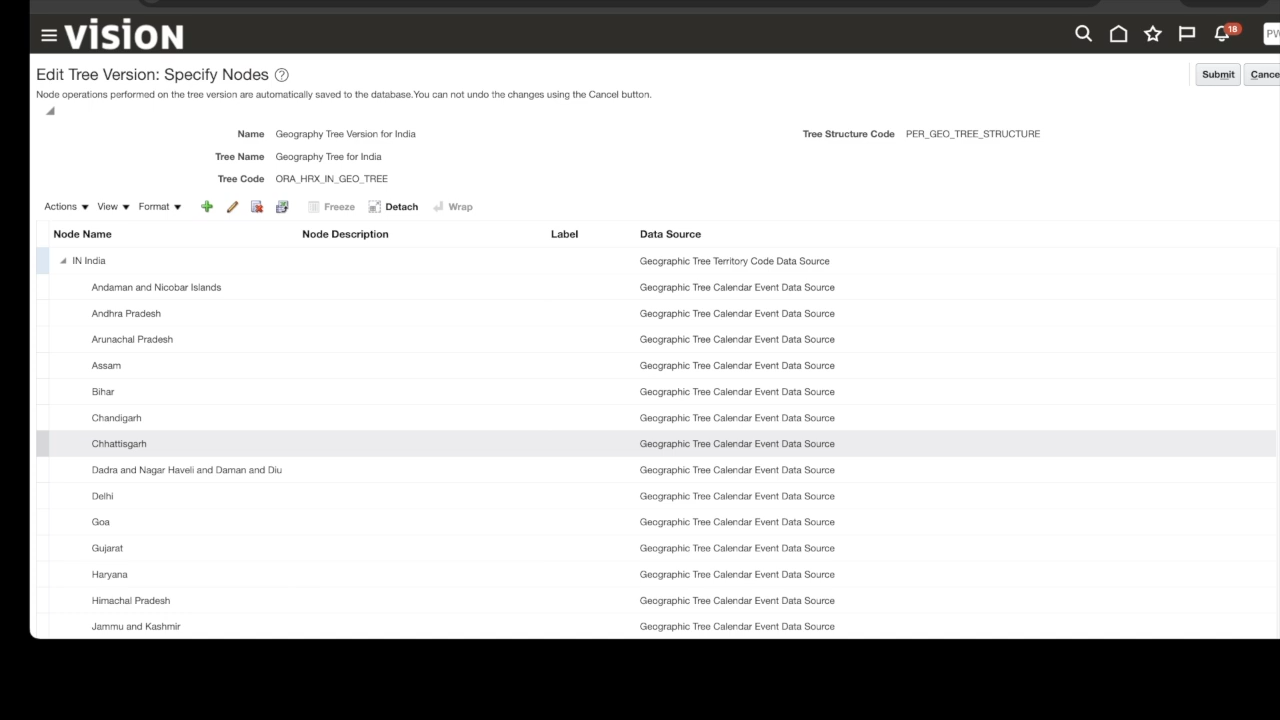 vision
18
PW
Edit Tree Version: Specify Nodes ?
Submit Cance
Node operations performed on the tree version are automatically saved to the database.You can not undo the changes using the Cancel button.
Name Geography Tree Version for India Tree Structure Code PER_GEO_TREE_STRUCTURE
Tree Name Geography Tree for India
Tree Code ORA_HRX_IN_GEO_TREE
Actions View Format Freeze Detach Wrap
Node Name Node Description Label Data Source
IN India Geographic Tree Territory Code Data Source
Andaman and Nicobar Islands Geographic Tree Calendar Event Data Source
Andhra Pradesh Geographic Tree Calendar Event Data Source
Arunachal Pradesh Geographic Tree Calendar Event Data Source
Assam Geographic Tree Calendar Event Data Source
Bihar Geographic Tree Calendar Event Data Source
Chandigarh Geographic Tree Calendar Event Data Source
Chhattisgarh Geographic Tree Calendar Event Data Source
Dadra and Nagar Haveli and Daman and Diu Geographic Tree Calendar Event Data Source
Delhi Geographic Tree Calendar Event Data Source
Goa Geographic Tree Calendar Event Data Source
Gujarat Geographic Tree Calendar Event Data Source
Haryana Geographic Tree Calendar Event Data Source
Himachal Pradesh Geographic Tree Calendar Event Data Source
Jammu and Kashmir Geographic Tree Calendar Event Data Source